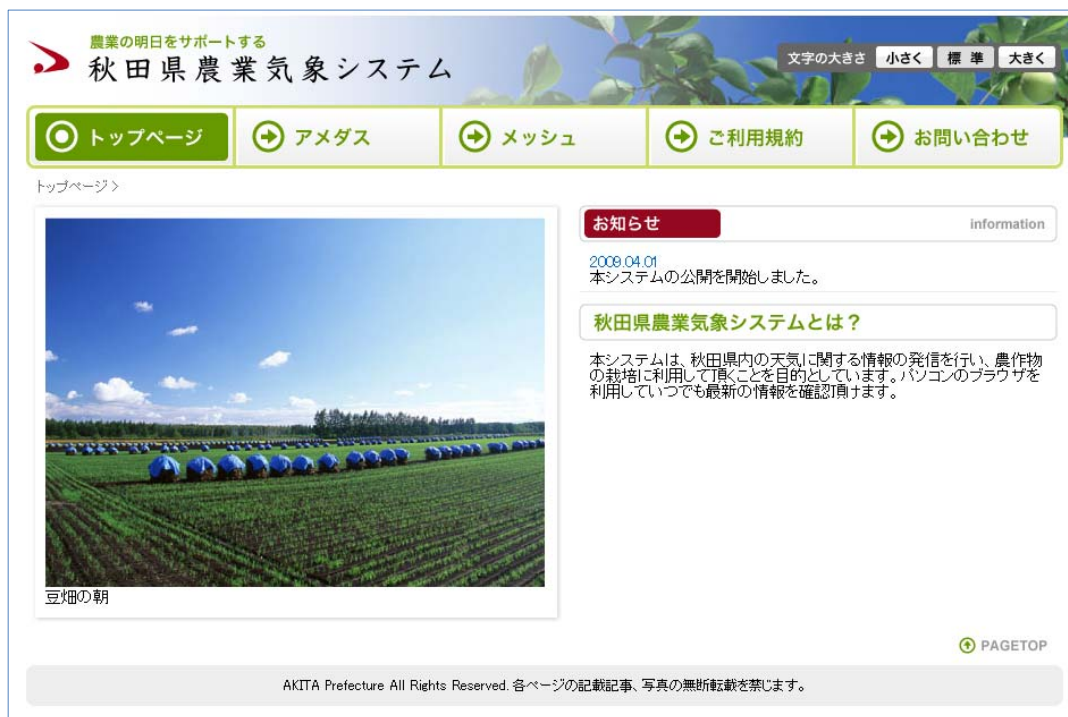 農業の明日をサポートする
秋田県農業気象システム
文字の大きさ 小さく 標準 大きく
トップページ アメダス メッシュ ご利用規約 お問い合わせ
トップページ >
お知らせ information
2009.04.01
本システムの公開を開始しました。
秋田県農業気象システムとは？
本システムは、秋田県内の天気に関する情報の発信を行い、農作物
の栽培に利用して頂くことを目的としています。パソコンのブラウザを
利用していつでも最新の情報を確認頂けます。
豆畑の朝
PAGETOP
AKITA Prefecture All Rights Reserved. 各ページの記載記事、写真の無断転載を禁じます。